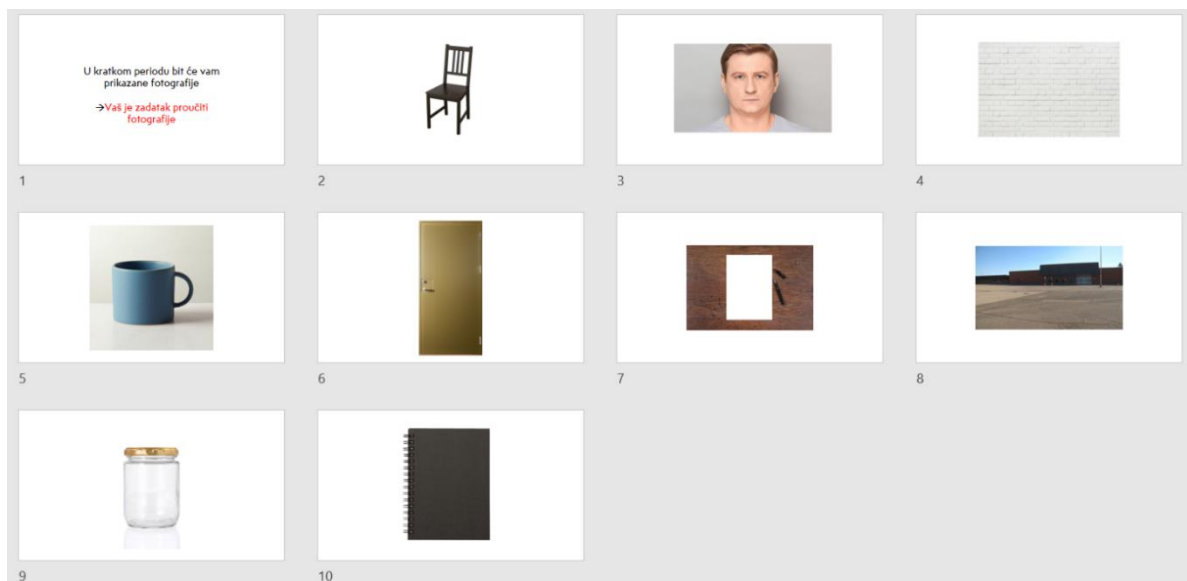 U kratkom periodu bit će vam
prikazane fotografije
→Vaš je zadatak proučiti
fotografije
1
2
3
4
5
6
7
8
9
10